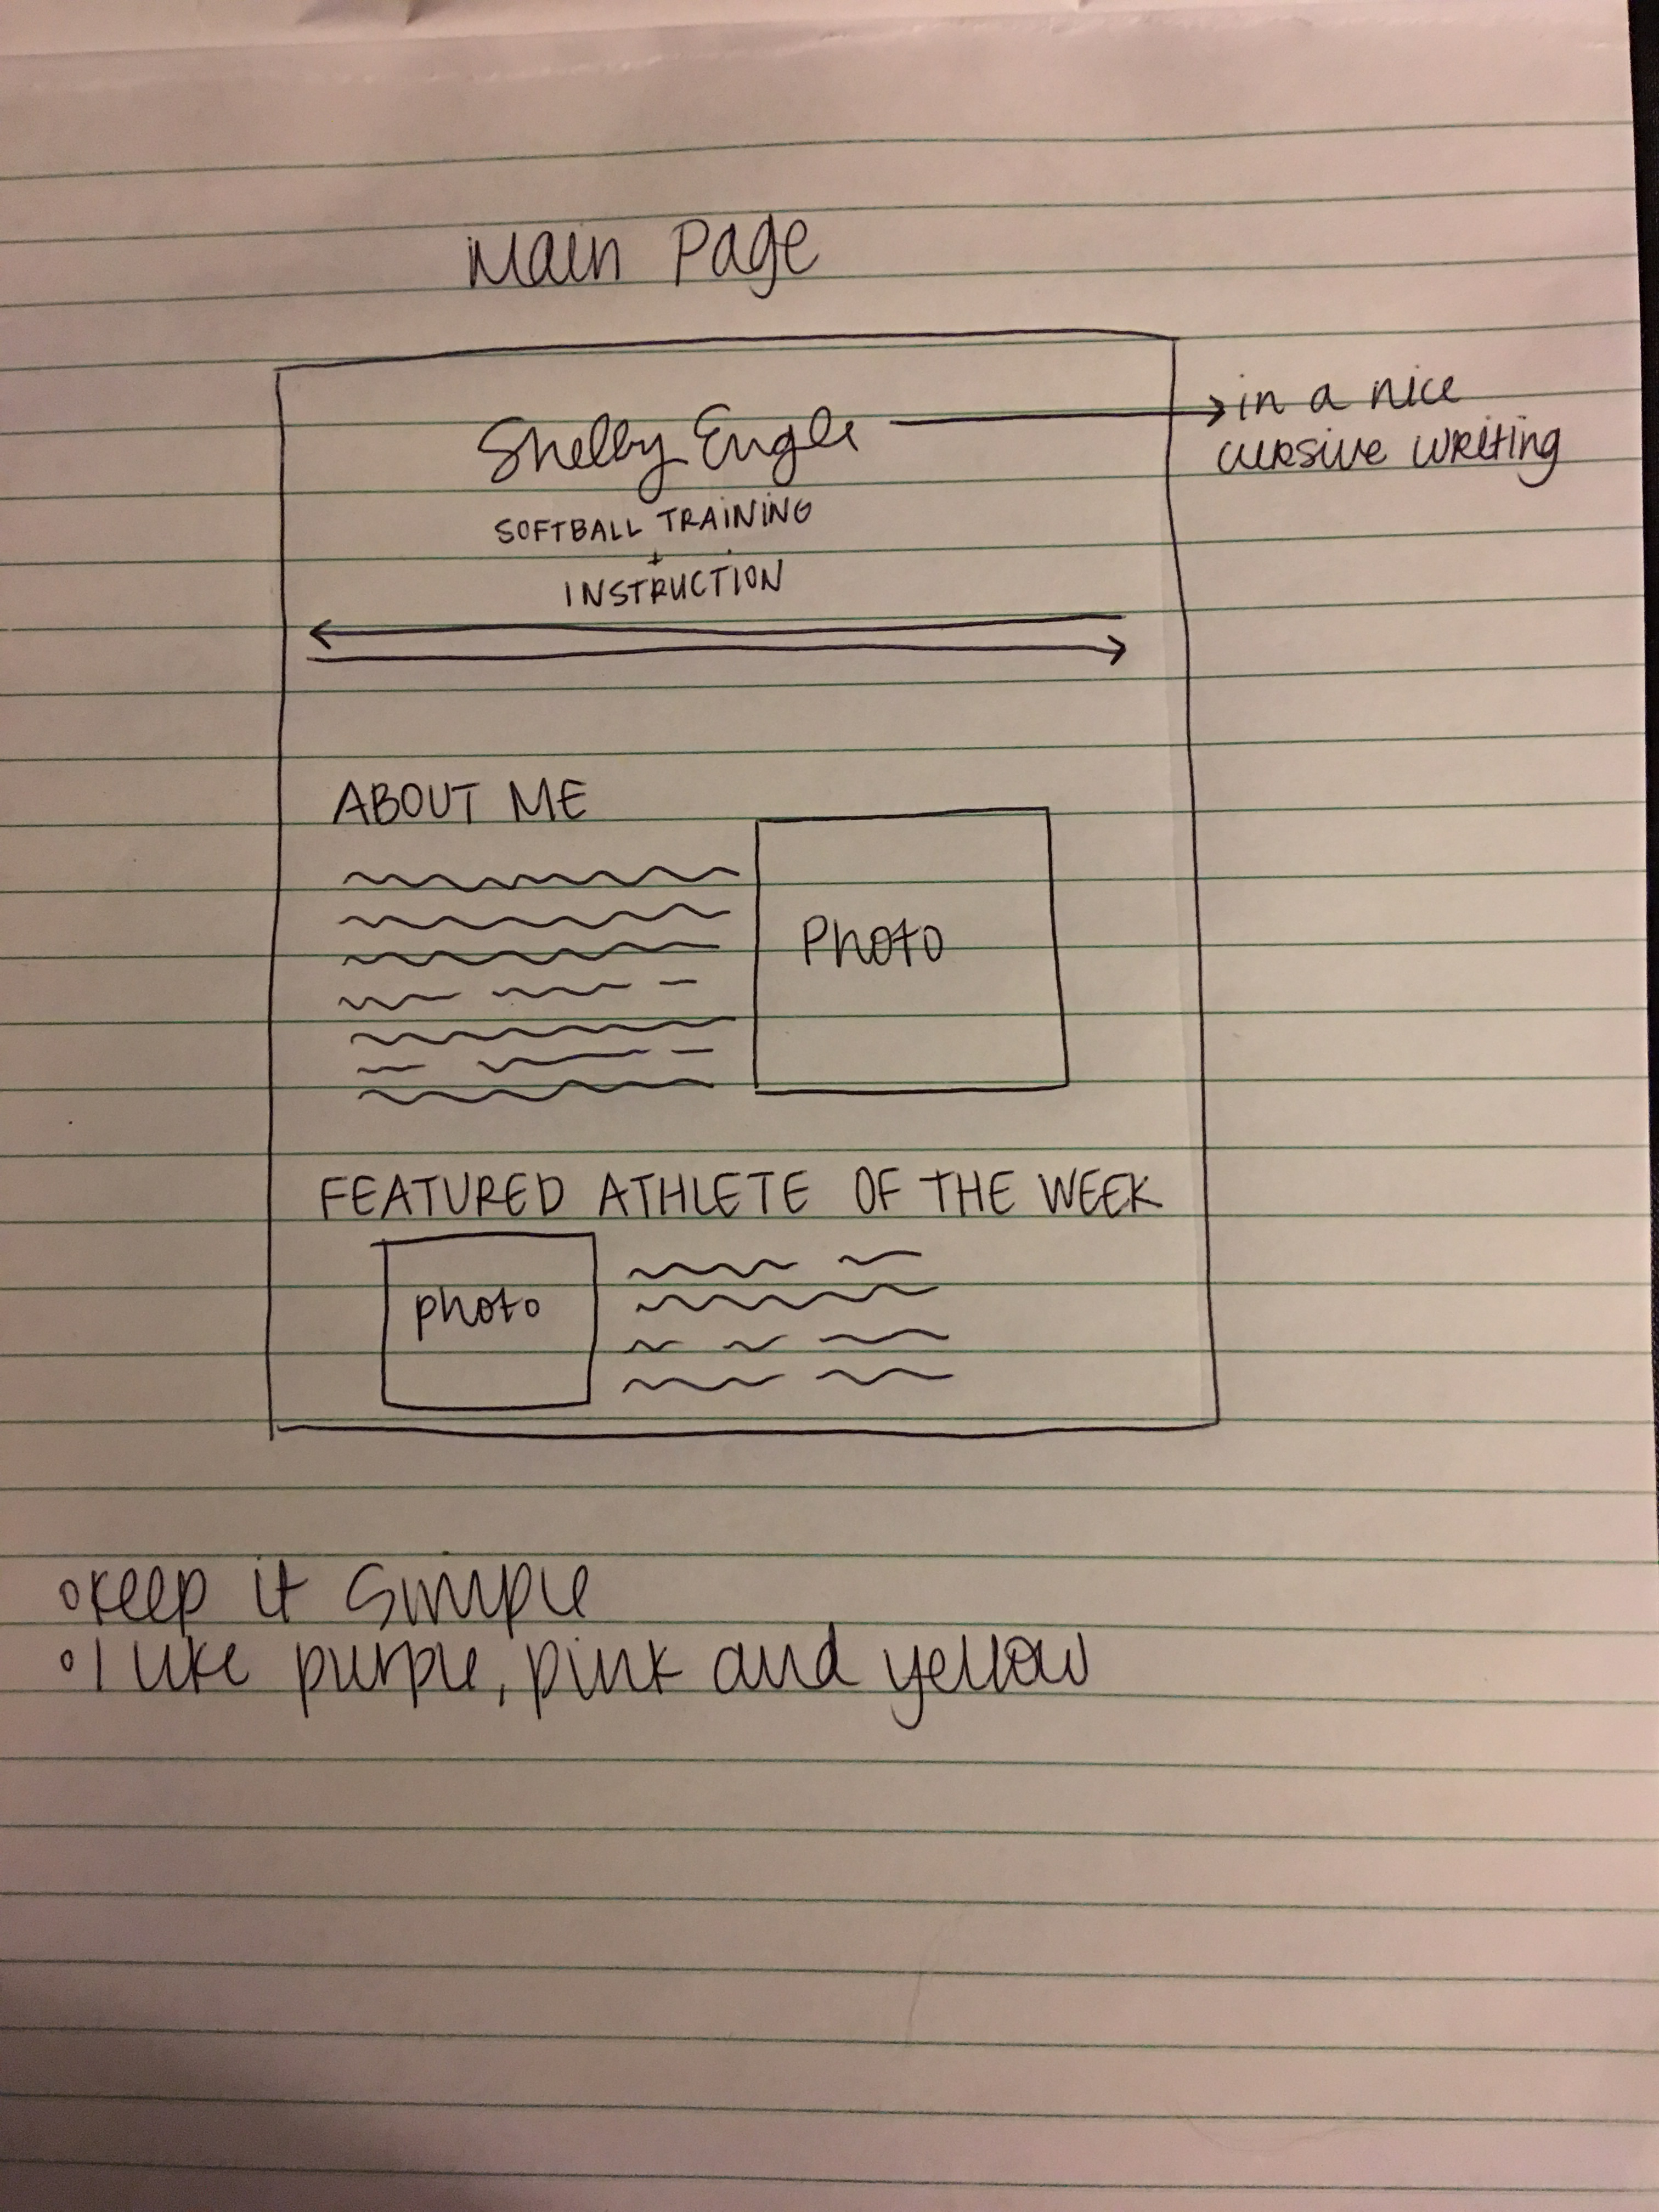 Main Page
Shelby Engle
in a nice
cursive writing
SOFTBALL TRAINING
+
INSTRUCTION
ABOUT ME
Photo
FEATURED ATHLETE OF THE WEEK
photo
keep it simple
I like purple, pink and yellow